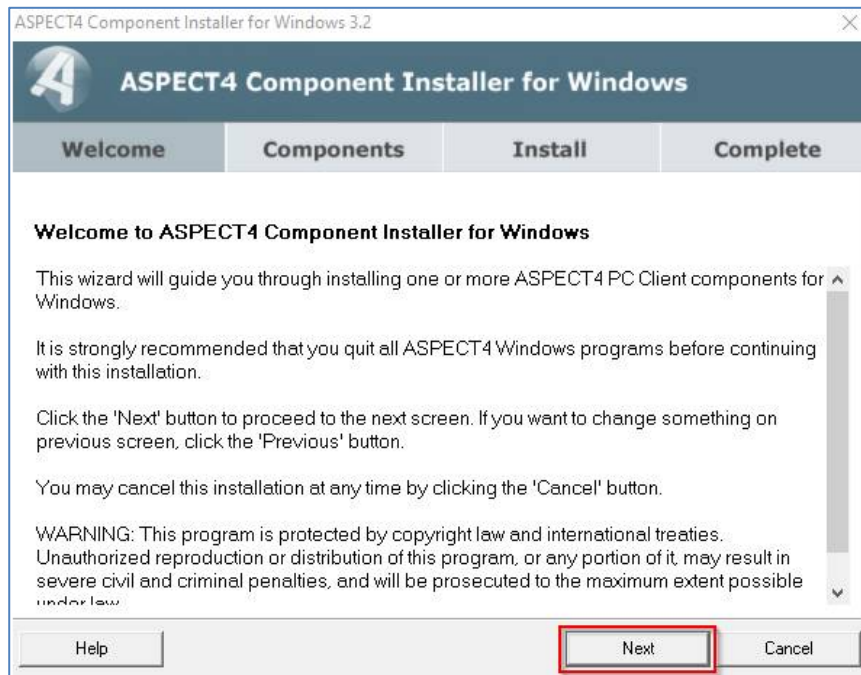 ASPECT4 Component Installer for Windows 3.2
ASPECT4 Component Installer for Windows
Welcome Components Install Complete
Welcome to ASPECT4 Component Installer for Windows
This wizard will guide you through installing one or more ASPECT4 PC Client components for
Windows.
It is strongly recommended that you quit all ASPECT4 Windows programs before continuing
with this installation.
Click the 'Next' button to proceed to the next screen. If you want to change something on
previous screen, click the 'Previous' button.
You may cancel this installation at any time by clicking the 'Cancel' button.
WARNING: This program is protected by copyright law and international treaties.
Unauthorized reproduction or distribution of this program, or any portion of it, may result in
severe civil and criminal penalties, and will be prosecuted to the maximum extent possible
under law.
Help Next Cancel